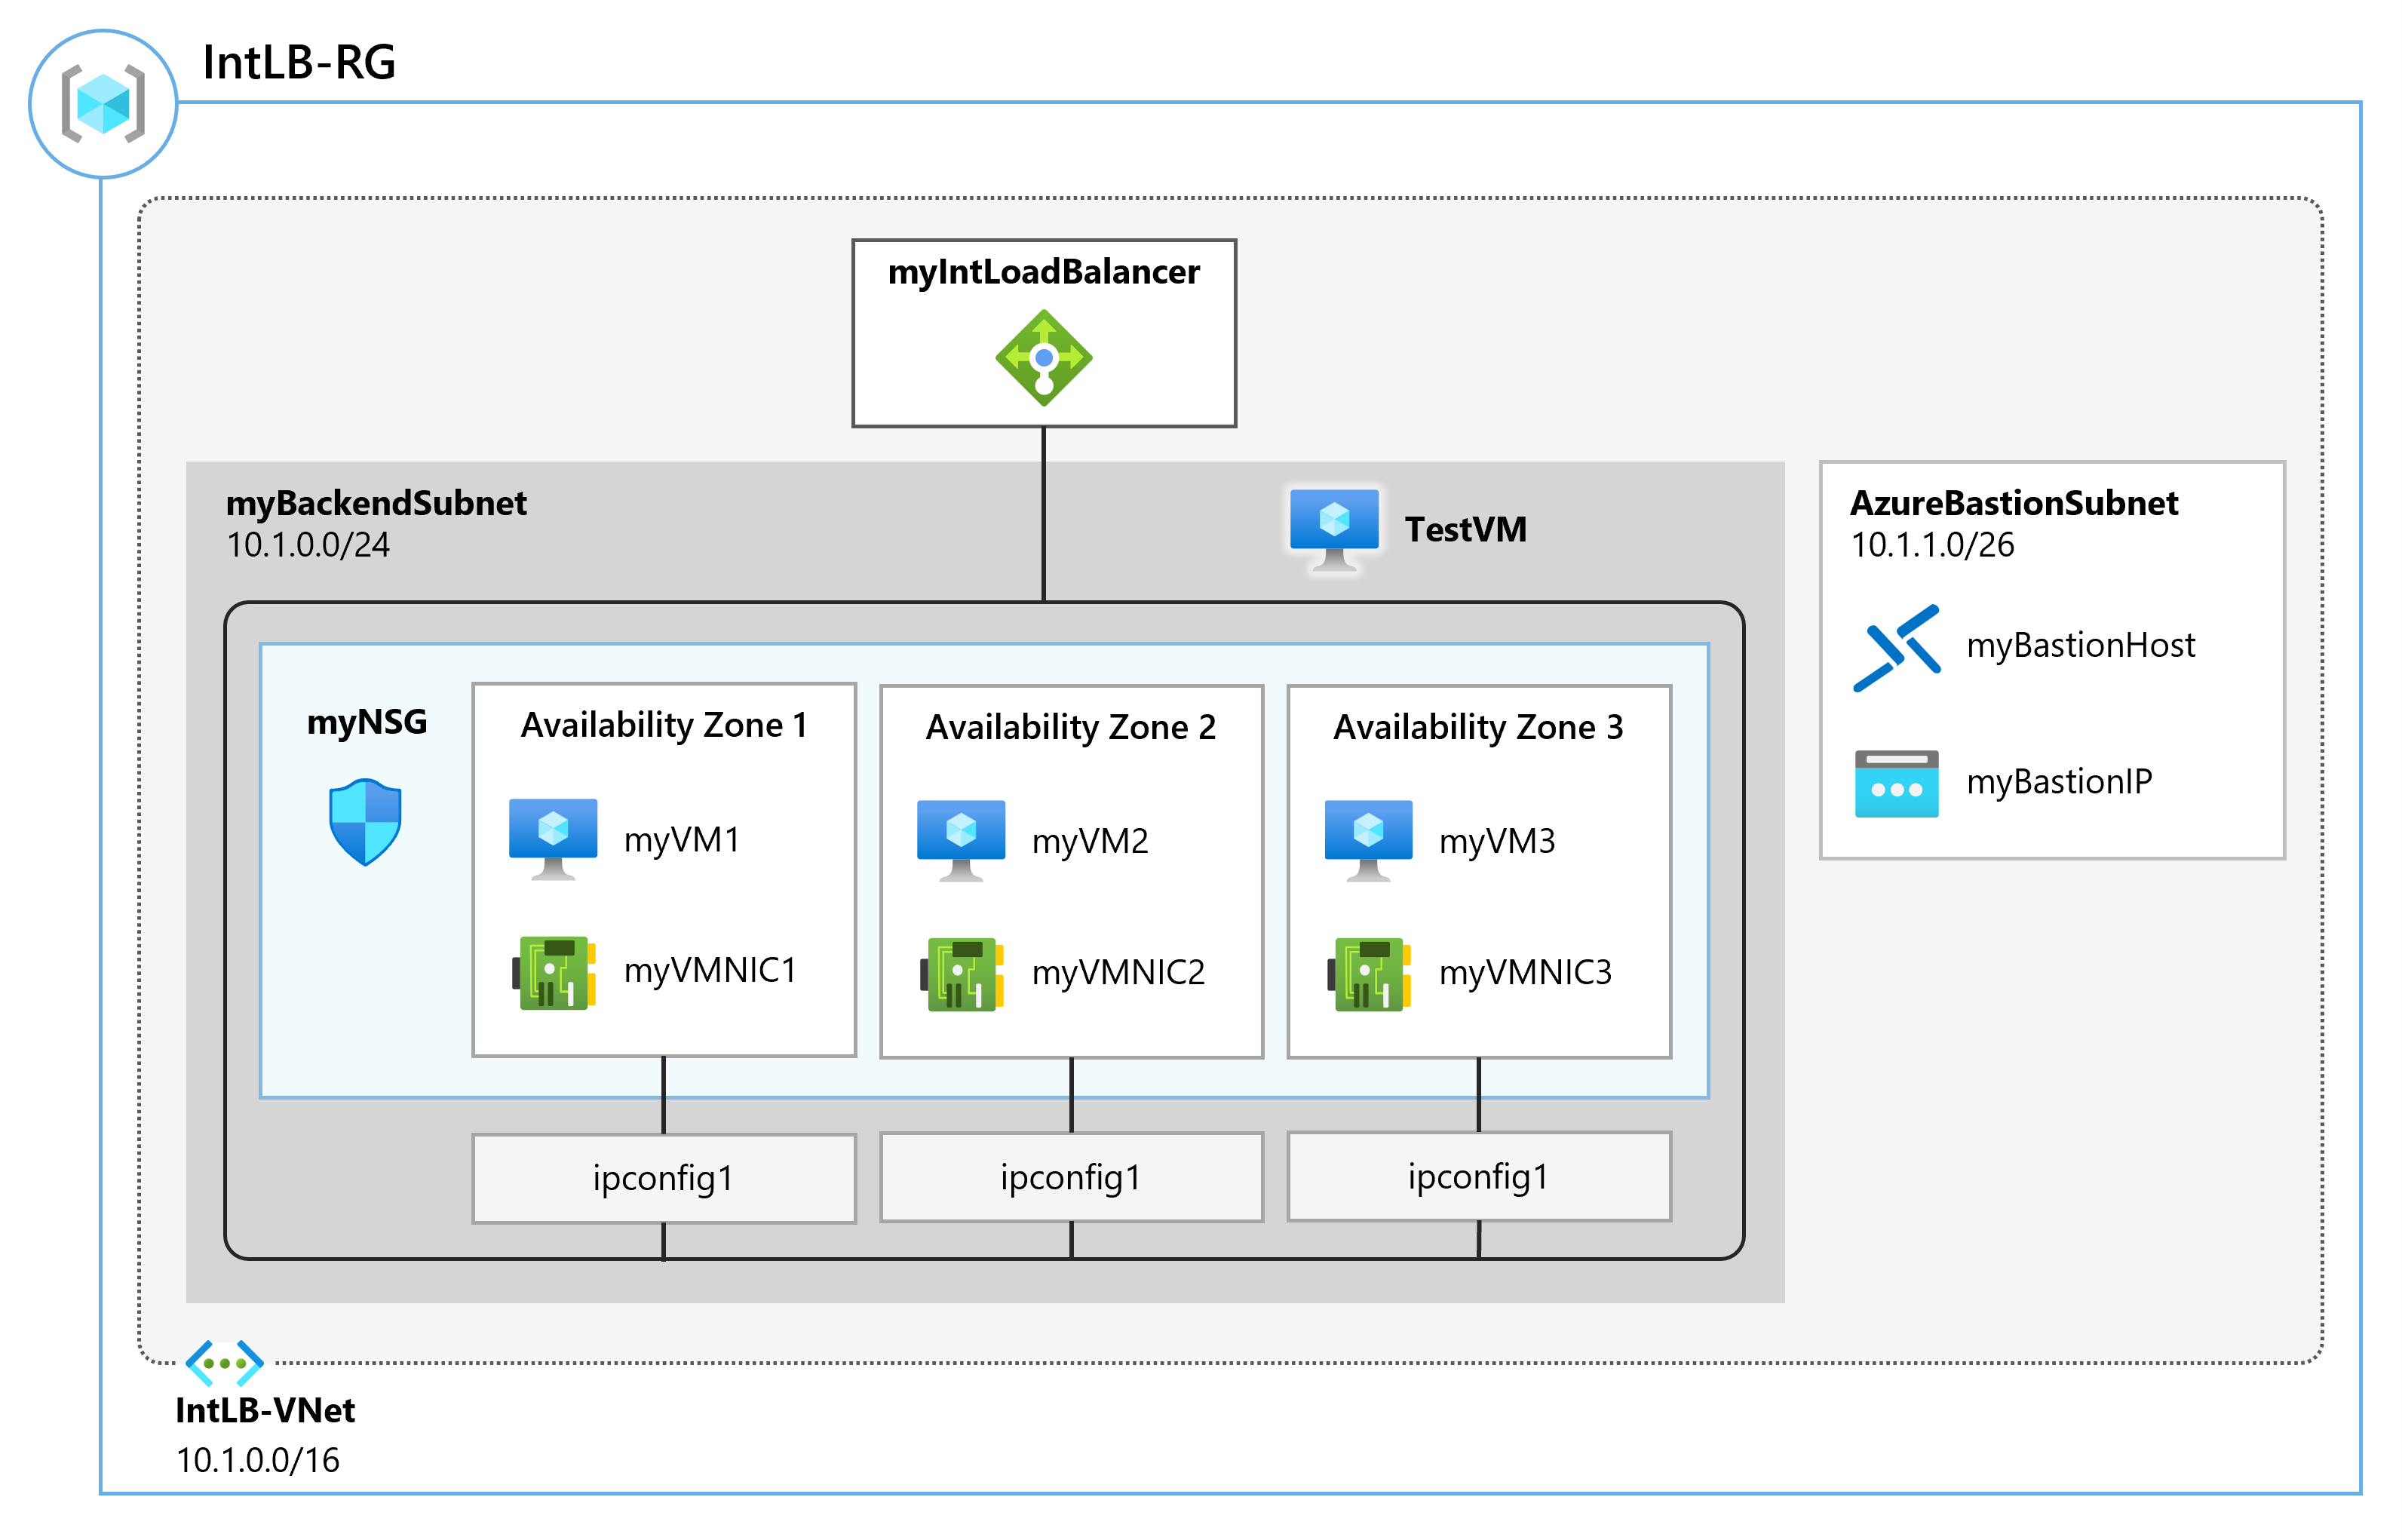 IntLB-RG
myIntLoadBalancer
myBackendSubnet
10.1.0.0/24
TestVM
AzureBastionSubnet
10.1.1.0/26
myBastionHost
myBastionIP
myNSG
Availability Zone 1
myVM1
myVMNIC1
Availability Zone 2
myVM2
myVMNIC2
Availability Zone 3
myVM3
myVMNIC3
ipconfig1
ipconfig1
ipconfig1
IntLB-VNet
10.1.0.0/16